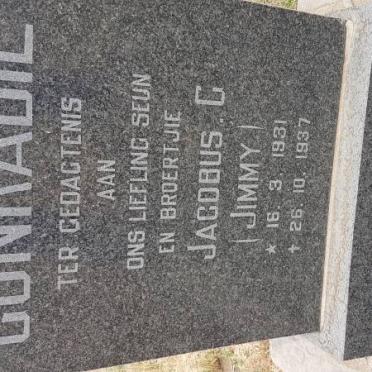 CONRADIE
TER GEDAGTENIS
AAN
ONS LIEFLING SEUN
EN BROERTJIE
JACOBUS . C
( JIMMY )
★ 16. 3. 1931
✝ 26. 10. 1937